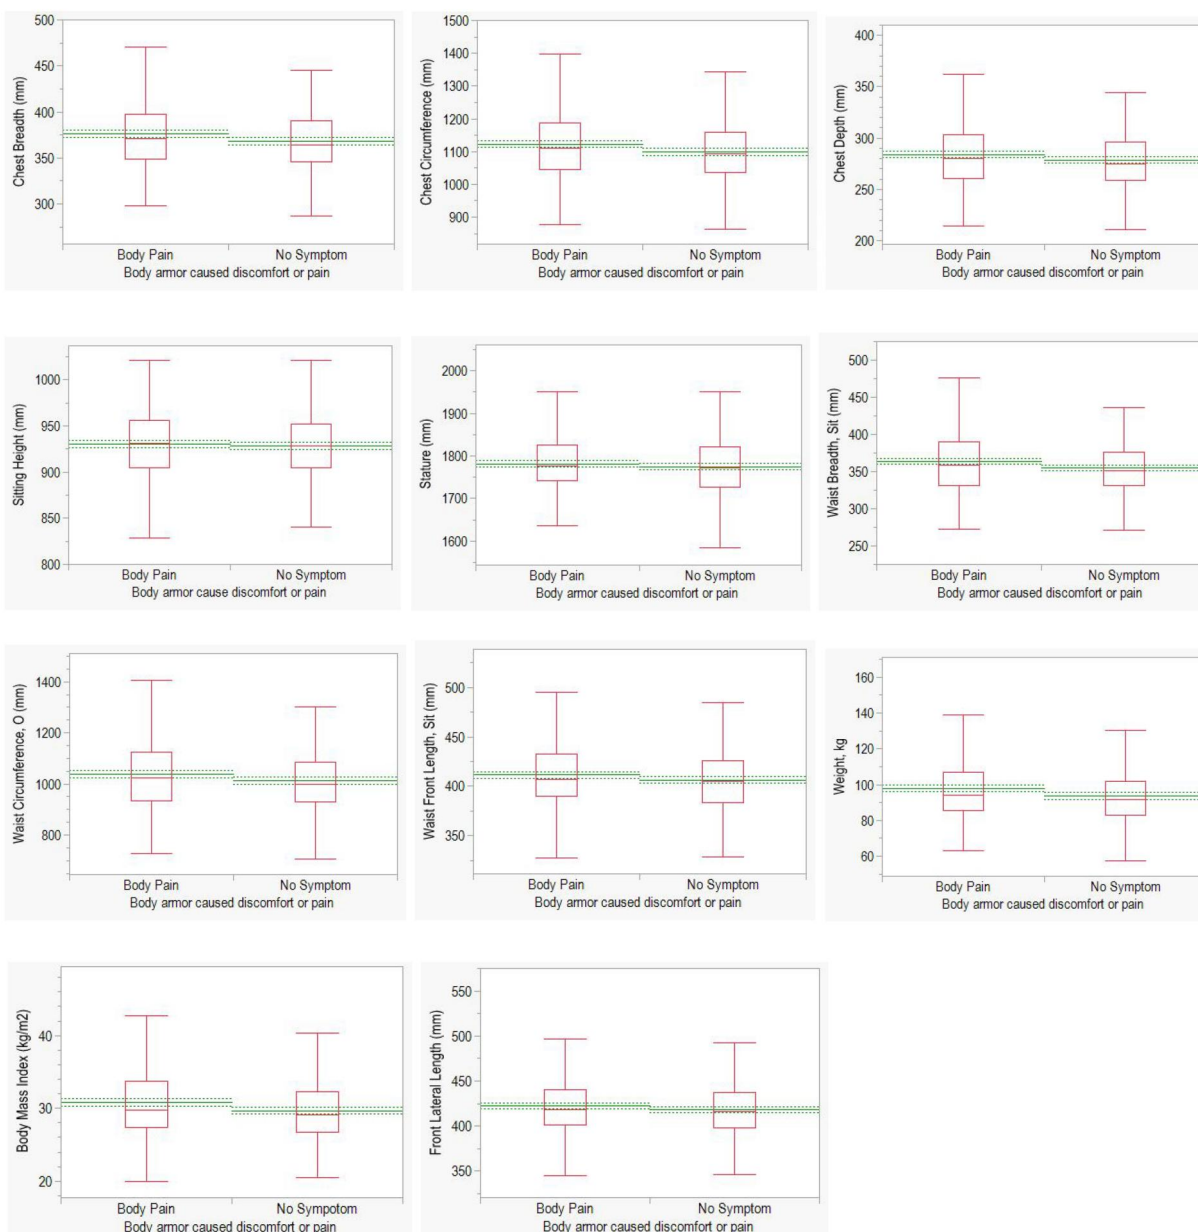 Chest Breadth (mm)
500
450
400
350
300
Body Pain
No Symptom
Body armor caused discomfort or pain
Chest Circumference (mm)
1500
1400
1300
1200
1100
1000
900
Body Pain
No Symptom
Body armor caused discomfort or pain
Chest Depth (mm)
400
350
300
250
200
Body Pain
No Symptom
Body armor caused discomfort or pain
Sitting Height (mm)
1000
950
900
850
800
Body Pain
No Symptom
Body armor cause discomfort or pain
Stature (mm)
2000
1900
1800
1700
1600
Body Pain
No Symptom
Body armor caused discomfort or pain
Waist Breadth, Sit (mm)
500
450
400
350
300
250
Body Pain
No Symptom
Body armor caused discomfort or pain
Waist Circumference, O (mm)
1400
1200
1000
800
Body Pain
No Symptom
Body armor caused discomfort or pain
Waist Front Length, Sit (mm)
500
450
400
350
Body Pain
No Symptom
Body armor caused discomfort or pain
Weight, kg
160
140
120
100
80
60
Body Pain
No Symptom
Body armor caused discomfort or pain
Body Mass Index (kg/m2)
40
30
20
Body Pain
No Sympotom
Body armor caused discomfort or pain
Front Lateral Length (mm)
550
500
450
400
350
Body Pain
No Symptom
Body armor caused discomfort or pain